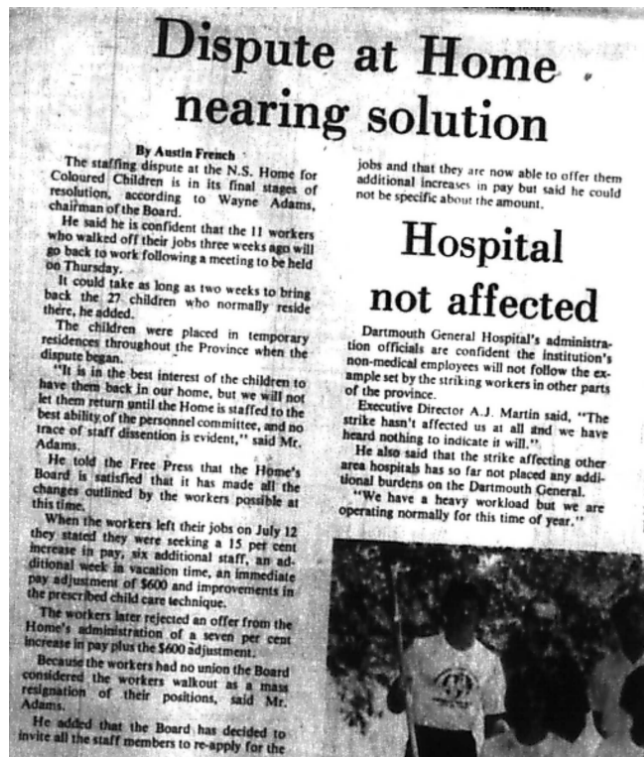 Dispute at Home
nearing solution
By Austin French
The staffing dispute at the N.S. Home for
Coloured Children is in its final stages of
resolution, according to Wayne Adams,
chairman of the Board.
He said he is confident that the 11 workers
who walked off their jobs three weeks ago will
go back to work following a meeting to be held
on Thursday.
It could take as long as two weeks to bring
back the 27 children who normally reside
there, he added.
The children were placed in temporary
residences throughout the Province when the
dispute began.
"It is in the best interest of the children to
have them back in our home, but we will not
let them return until the Home is staffed to the
best ability of the personnel committee, and no
trace of staff dissention is evident," said Mr.
Adams.
He told the Free Press that the Home's
Board is satisfied that it has made all the
changes outlined by the workers possible at
this time.
When the workers left their jobs on July 12
they stated they were seeking a 15 per cent
increase in pay, six additional staff, an ad-
ditional week in vacation time, an immediate
pay adjustment of $600 and improvements in
the prescribed child care technique.
The workers later rejected an offer from the
Home's administration of a seven per cent
increase in pay plus the $600 adjustment.
Because the workers had no union the Board
considered the workers walkout as a mass
resignation of their positions, said Mr.
Adams.
He added that the Board has decided to
invite all the staff members to re-apply for the
jobs and that they are now able to offer them
additional increases in pay but said he could
not be specific about the amount.
Hospital
not affected
Dartmouth General Hospital's administra-
tion officials are confident the institution's
non-medical employees will not follow the ex-
ample set by the striking workers in other parts
of the province.
Executive Director A.J. Martin said, "The
strike hasn't affected us at all and we have
heard nothing to indicate it will."
He also said that the strike affecting other
area hospitals has so far not placed any addi-
tional burdens on the Dartmouth General.
"We have a heavy workload but we are
operating normally for this time of year."